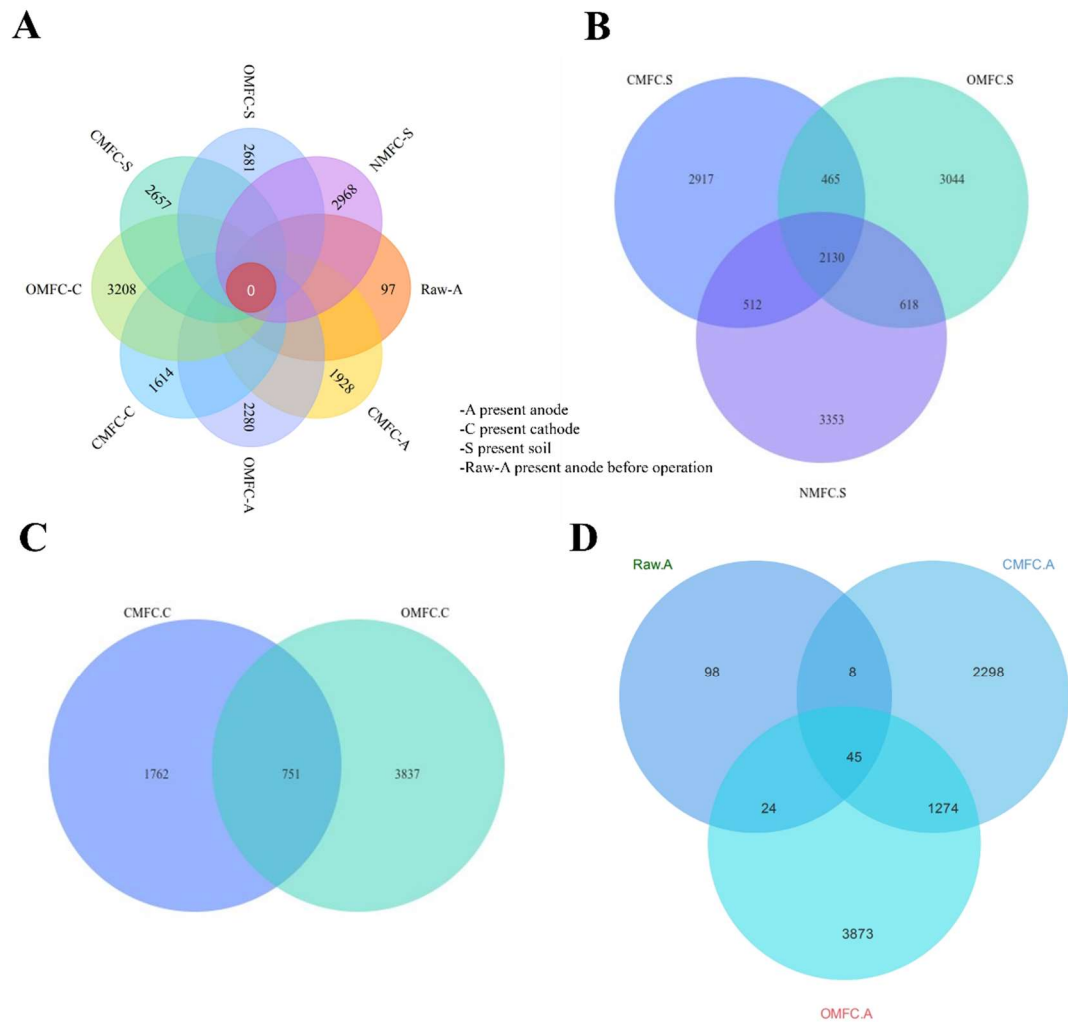 A
OMFC-S
2681
NMFC-S
2968
CMFC-S
2657
OMFC-C
3208
0
97
Raw-A
CMFC-C
1614
OMFC-A
2280
CMFC-A
1928
-A present anode
-C present cathode
-S present soil
-Raw-A present anode before operation
B
CMFC.S
OMFC.S
2917
465
3044
2130
512
618
3353
NMFC.S
C
CMFC.C
OMFC.C
1762
751
3837
D
Raw.A
CMFC.A
98
8
2298
45
24
1274
3873
OMFC.A